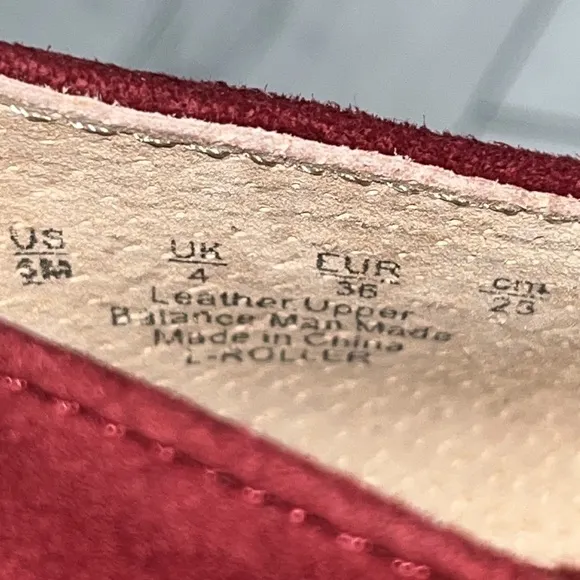 US UK EUR CM
4 36 23
Leather Upper
Balance Man Made
Made in China
L-ROLLER